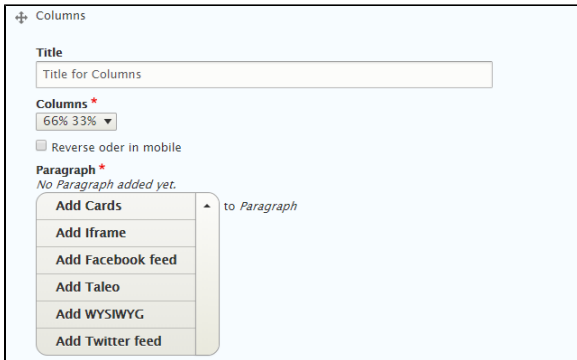 Columns
Title
Title for Columns
Columns *
66% 33%
Reverse oder in mobile
Paragraph *
No Paragraph added yet.
Add Cards to Paragraph
Add Iframe
Add Facebook feed
Add Taleo
Add WYSIWYG
Add Twitter feed